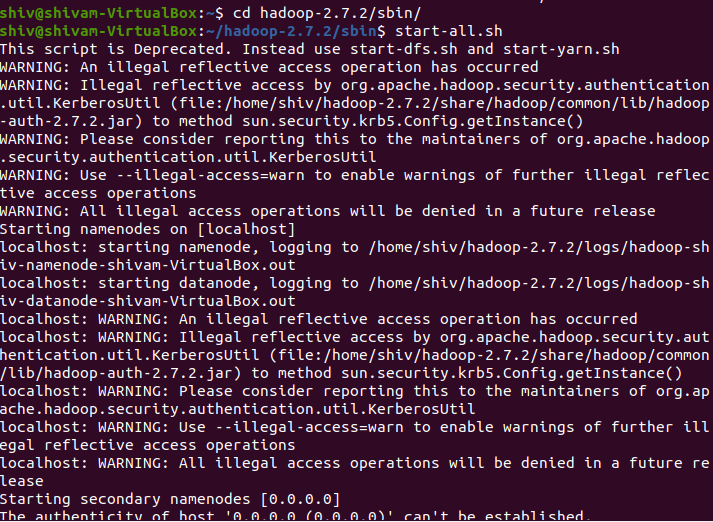 shiv@shivam-VirtualBox:~$ cd hadoop-2.7.2/sbin/
shiv@shivam-VirtualBox:~/hadoop-2.7.2/sbin$ start-all.sh
This script is Deprecated. Instead use start-dfs.sh and start-yarn.sh
WARNING: An illegal reflective access operation has occurred
WARNING: Illegal reflective access by org.apache.hadoop.security.authentication
.util.KerberosUtil (file:/home/shiv/hadoop-2.7.2/share/hadoop/common/lib/hadoop
-auth-2.7.2.jar) to method sun.security.krb5.Config.getInstance()
WARNING: Please consider reporting this to the maintainers of org.apache.hadoop
.security.authentication.util.KerberosUtil
WARNING: Use --illegal-access=warn to enable warnings of further illegal reflec
tive access operations
WARNING: All illegal access operations will be denied in a future release
Starting namenodes on [localhost]
localhost: starting namenode, logging to /home/shiv/hadoop-2.7.2/logs/hadoop-sh
iv-namenode-shivam-VirtualBox.out
localhost: starting datanode, logging to /home/shiv/hadoop-2.7.2/logs/hadoop-sh
iv-datanode-shivam-VirtualBox.out
localhost: WARNING: An illegal reflective access operation has occurred
localhost: WARNING: Illegal reflective access by org.apache.hadoop.security.aut
hentication.util.KerberosUtil (file:/home/shiv/hadoop-2.7.2/share/hadoop/common
/lib/hadoop-auth-2.7.2.jar) to method sun.security.krb5.Config.getInstance()
localhost: WARNING: Please consider reporting this to the maintainers of org.ap
ache.hadoop.security.authentication.util.KerberosUtil
localhost: WARNING: Use --illegal-access=warn to enable warnings of further ill
egal reflective access operations
localhost: WARNING: All illegal access operations will be denied in a future re
lease
Starting secondary namenodes [0.0.0.0]
The authenticity of host '0.0.0.0 (0.0.0.0)' can't be established.